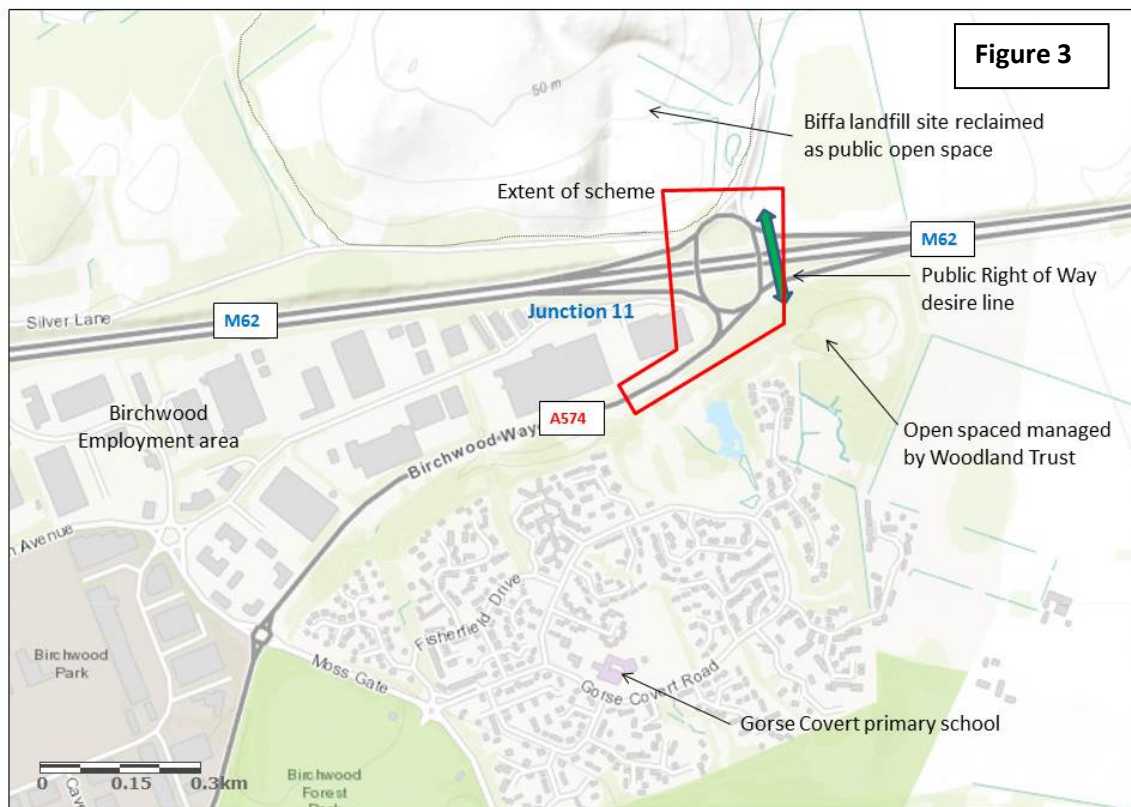 Figure 3
50 m
Biffa landfill site reclaimed
as public open space
Extent of scheme
M62
Public Right of Way
desire line
Silver Lane
M62
Junction 11
Birchwood
Employment area
A574
Birchwood Way
Open spaced managed
by Woodland Trust
Avenue
Fisherfield Drive
Birchwood
Park
Moss Gate
Gorse Covert Road
Gorse Covert primary school
0 0.15 0.3km
Birchwood
Forest